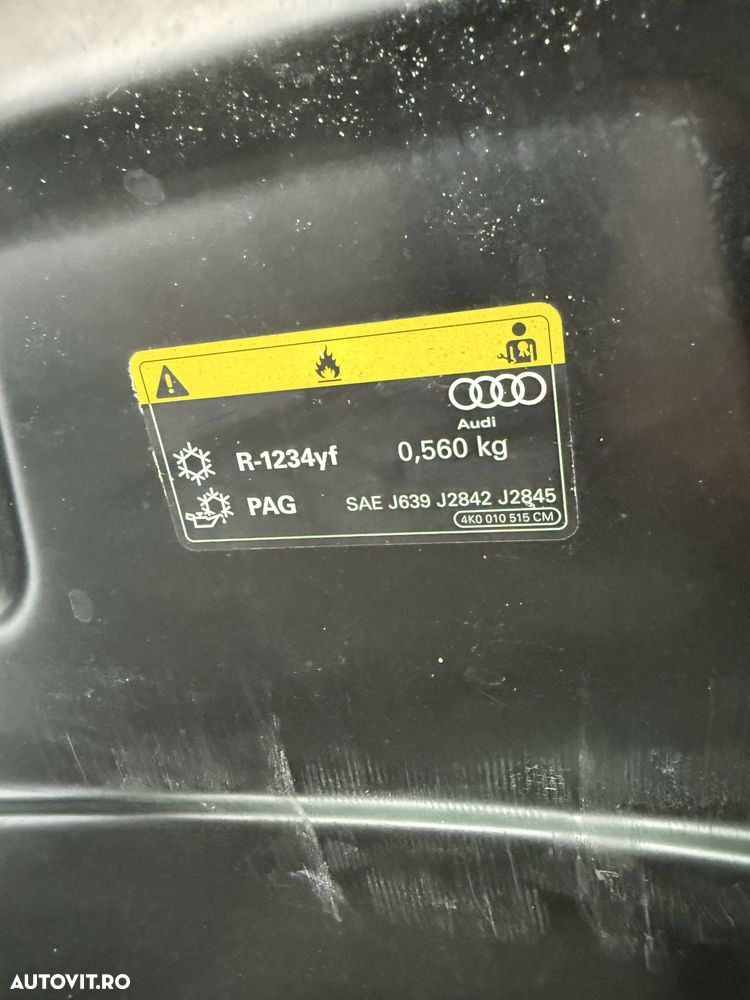 Audi
R-1234yf 0,560 kg
PAG SAE J639 J2842 J2845
4K0 010 515 CM
AUTOVIT.RO